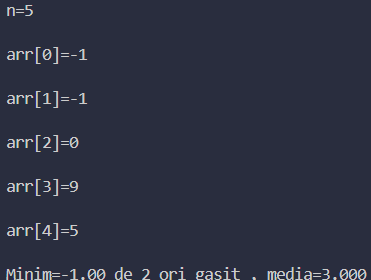 n=5
arr[0]=-1
arr[1]=-1
arr[2]=0
arr[3]=9
arr[4]=5
Minim=-1.00 de 2 ori gasit , media=3.000